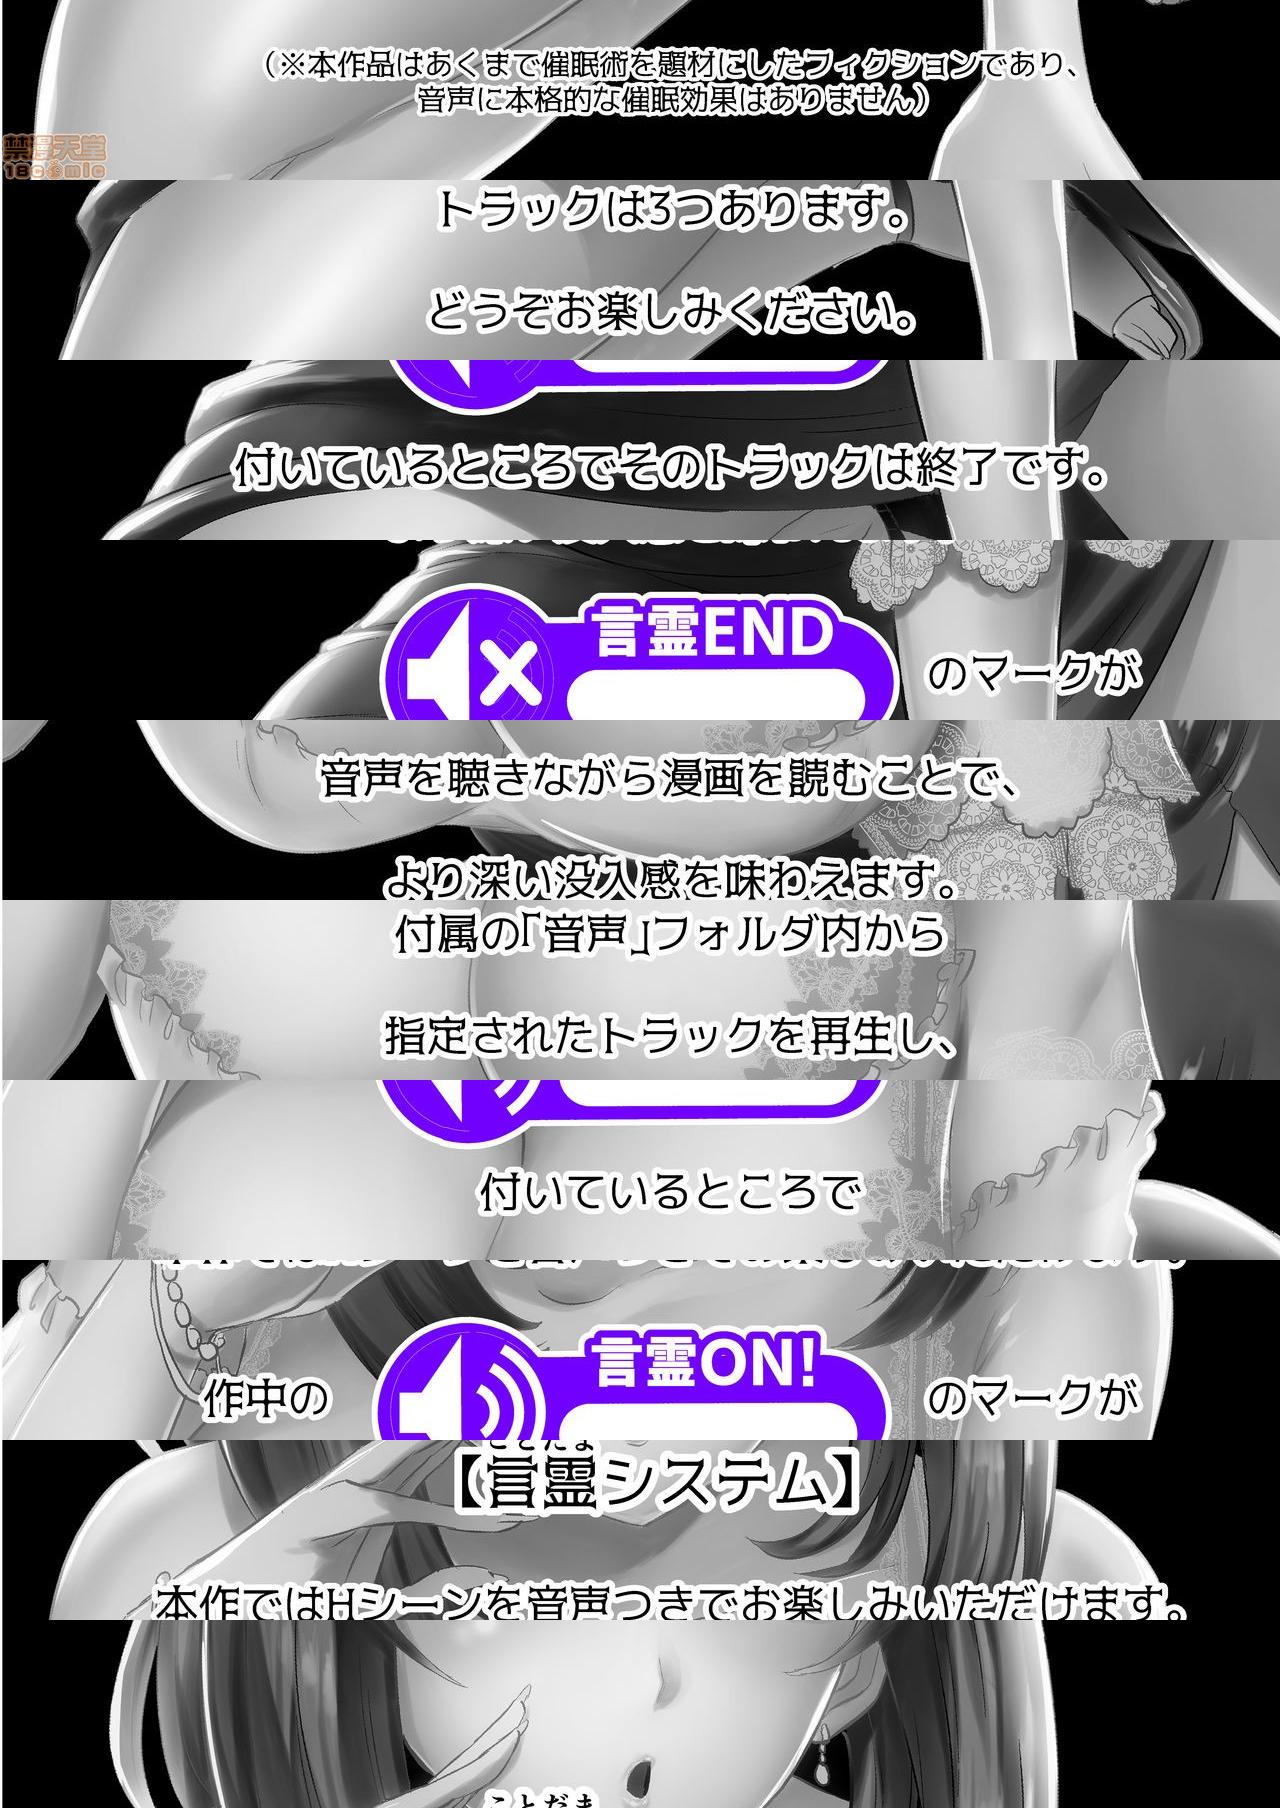 （※本作品はあくまで催眠術を題材にしたフィクションであり、
音声に本格的な催眠効果はありません）
禁漫天堂
18comic
トラックは3つあります。
どうぞお楽しみください。
付いているところでそのトラックは終了です。
言霊END
のマークが
音声を聴きながら漫画を読むことで、
より深い没入感を味わえます。
付属の「音声」フォルダ内から
指定されたトラックを再生し、
付いているところで
言霊ON!
作中の
のマークが
ことだま
【言霊システム】
本作ではHシーンを音声つきでお楽しみいただけます。
ことだま